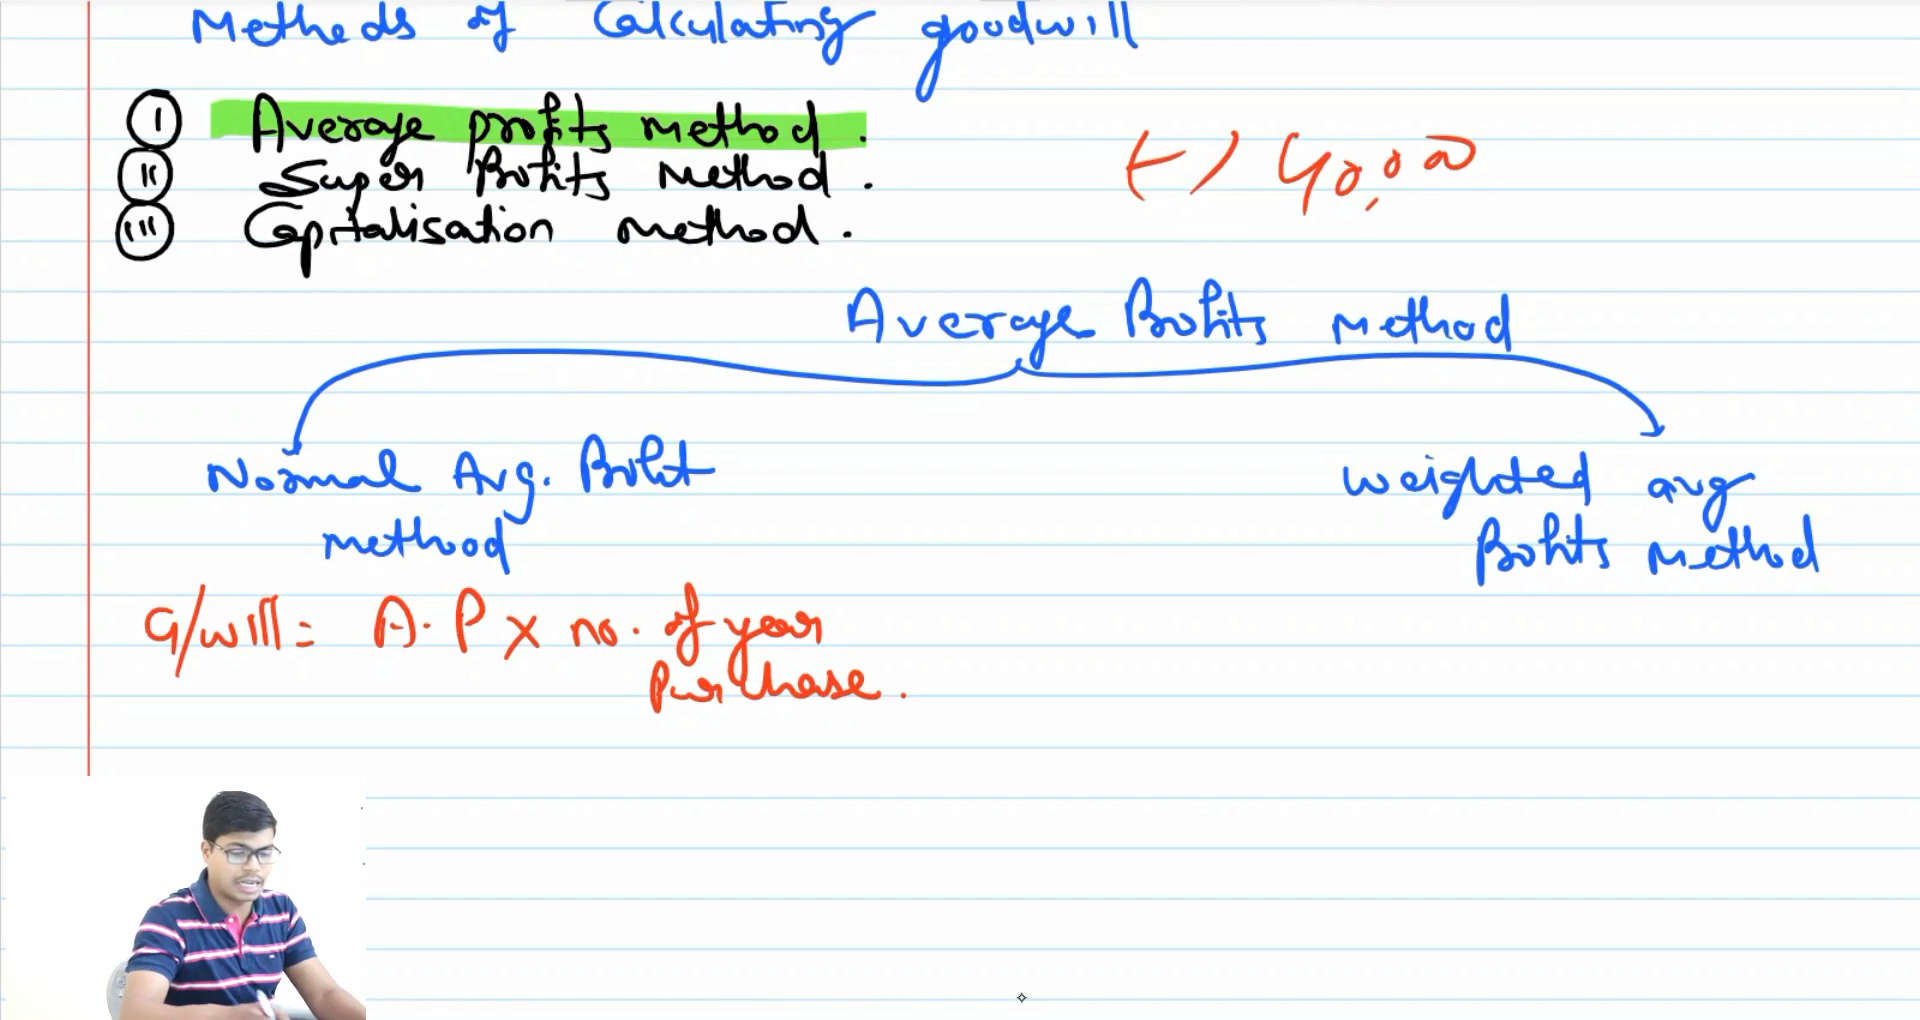 Methods of Calculating goodwill
I Average profits method.
II Super Profits Method.
III Capitalisation method.
(-) 40,000
Average Profits Method
Normal Avg. Profit
method
weighted avg
Profits Method
G/will = A.P x no. of year
Purchase.